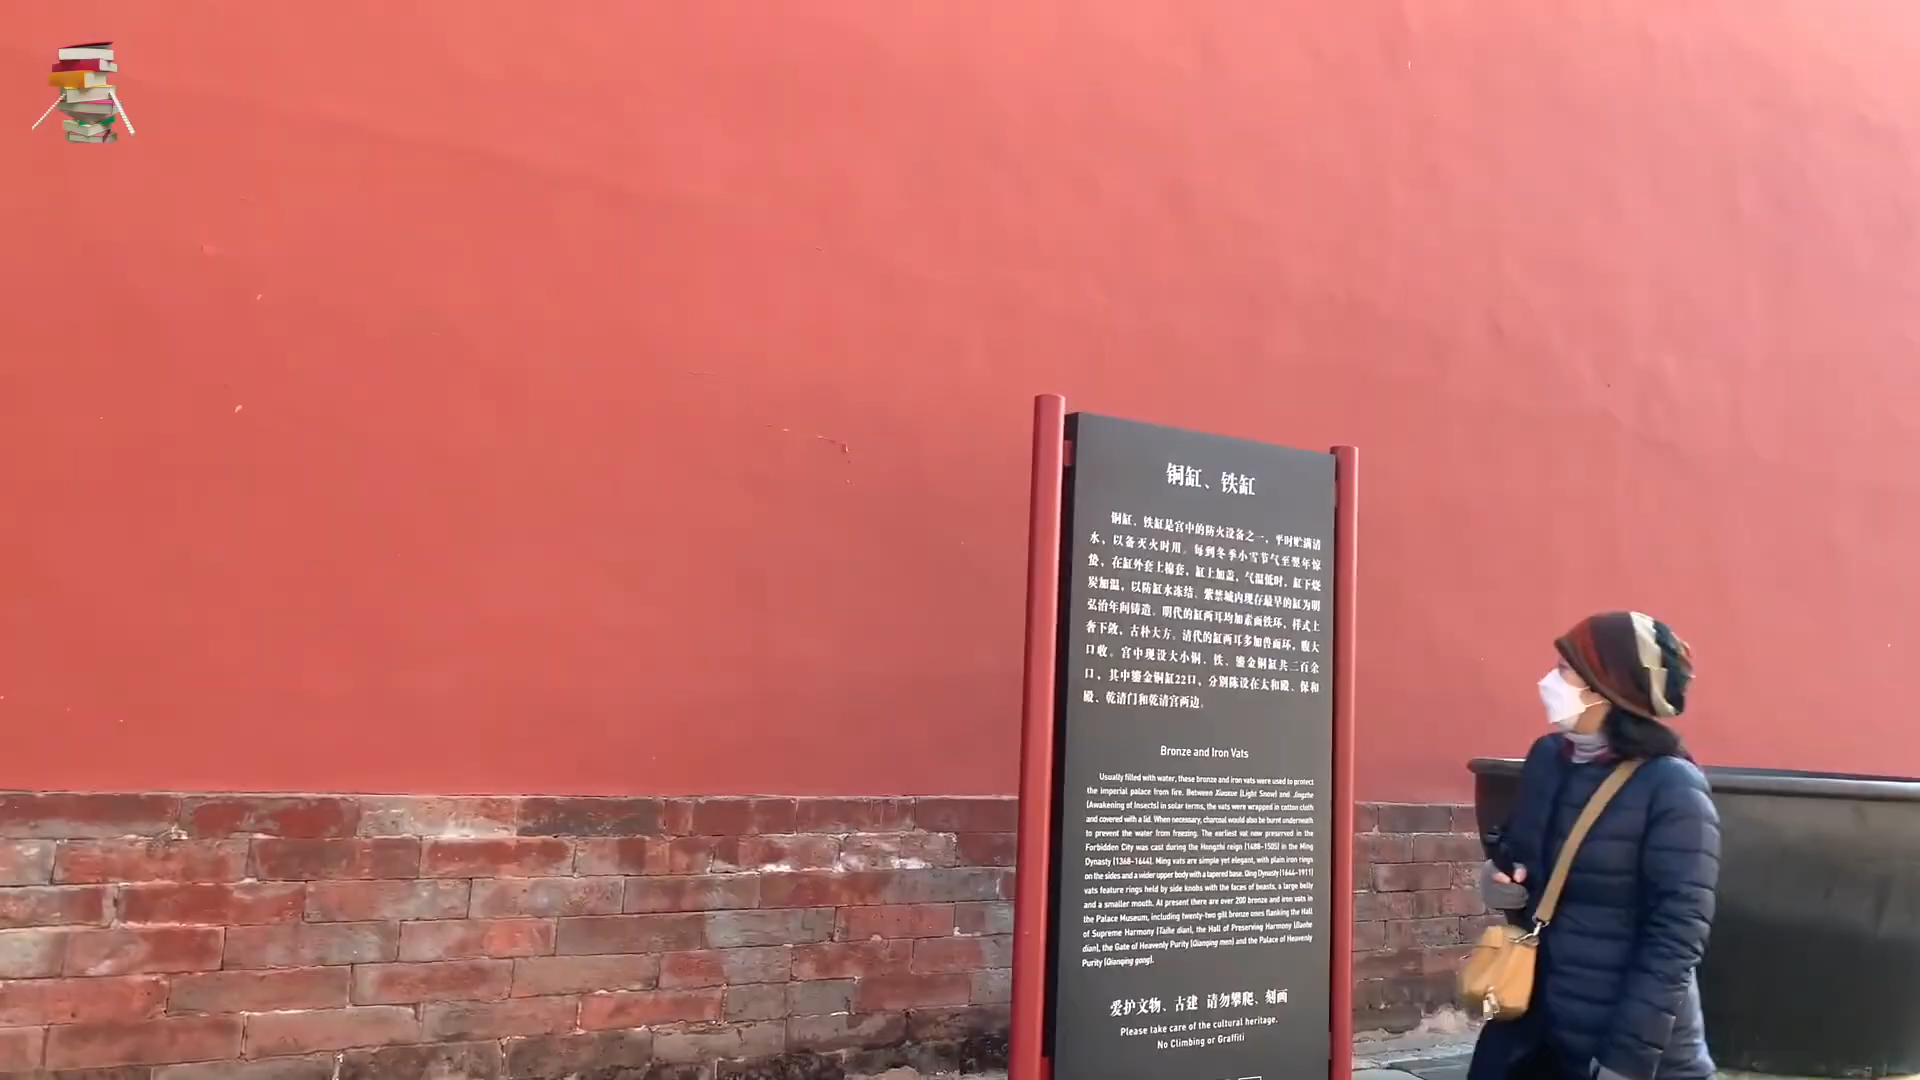 铜缸、铁缸
铜缸、铁缸是宫中的防火设备之一，平时贮满清
水，以备灭火时用。每到冬季小雪节气至翌年惊
蛰，在缸外套上棉套，缸上加盖，气温低时，缸下烧
炭加温，以防缸水冻结。紫禁城内现存最早的缸为明
弘治年间铸造。明代的缸两耳均加素面铁环，样式上
奢下敛，古朴大方。清代的缸两耳多加兽面环，腹大
口收。宫中现设大小铜、铁、鎏金铜缸共二百余
口，其中鎏金铜缸22口，分别陈设在太和殿、保和
殿、乾清门和乾清宫两边。
Bronze and Iron Vats
Usually filled with water, these bronze and iron vats were used to protect
the imperial palace from fire. Between Xiaoxue (Light Snow) and Jingzhe
(Awakening of Insects) in solar terms, the vats were wrapped in cotton cloth
and covered with a lid. When necessary, charcoal would also be burnt underneath
to prevent the water from freezing. The earliest vat now preserved in the
Forbidden City was cast during the Hongzhi reign (1488-1505) in the Ming
Dynasty (1368-1644). Ming vats are simple yet elegant, with plain iron rings
on the sides and a wider upper body with a tapered base. Qing Dynasty (1644-1911)
vats feature rings held by side knobs with the faces of beasts, a large belly
and a smaller mouth. At present there are over 200 bronze and iron vats in
the Palace Museum, including twenty-two gilt bronze ones flanking the Hall
of Supreme Harmony (Taihe dian), the Hall of Preserving Harmony (Baohe
dian), the Gate of Heavenly Purity (Qianqing men) and the Palace of Heavenly
Purity (Qianqing gong).
爱护文物、古建 请勿攀爬、刻画
Please take care of the cultural heritage.
No Climbing or Graffiti